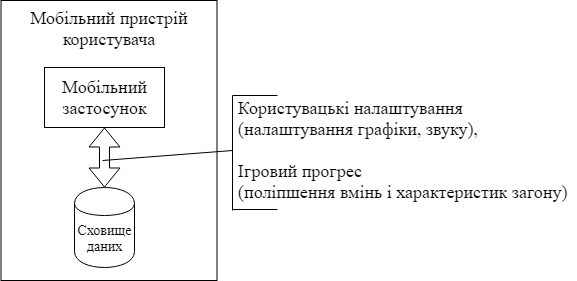 Мобільний пристрій
користувача
Мобільний
застосунок
Користувацькі налаштування
(налаштування графіки, звуку),
Ігровий прогрес
(поліпшення вмінь і характеристик загону)
Сховище
даних